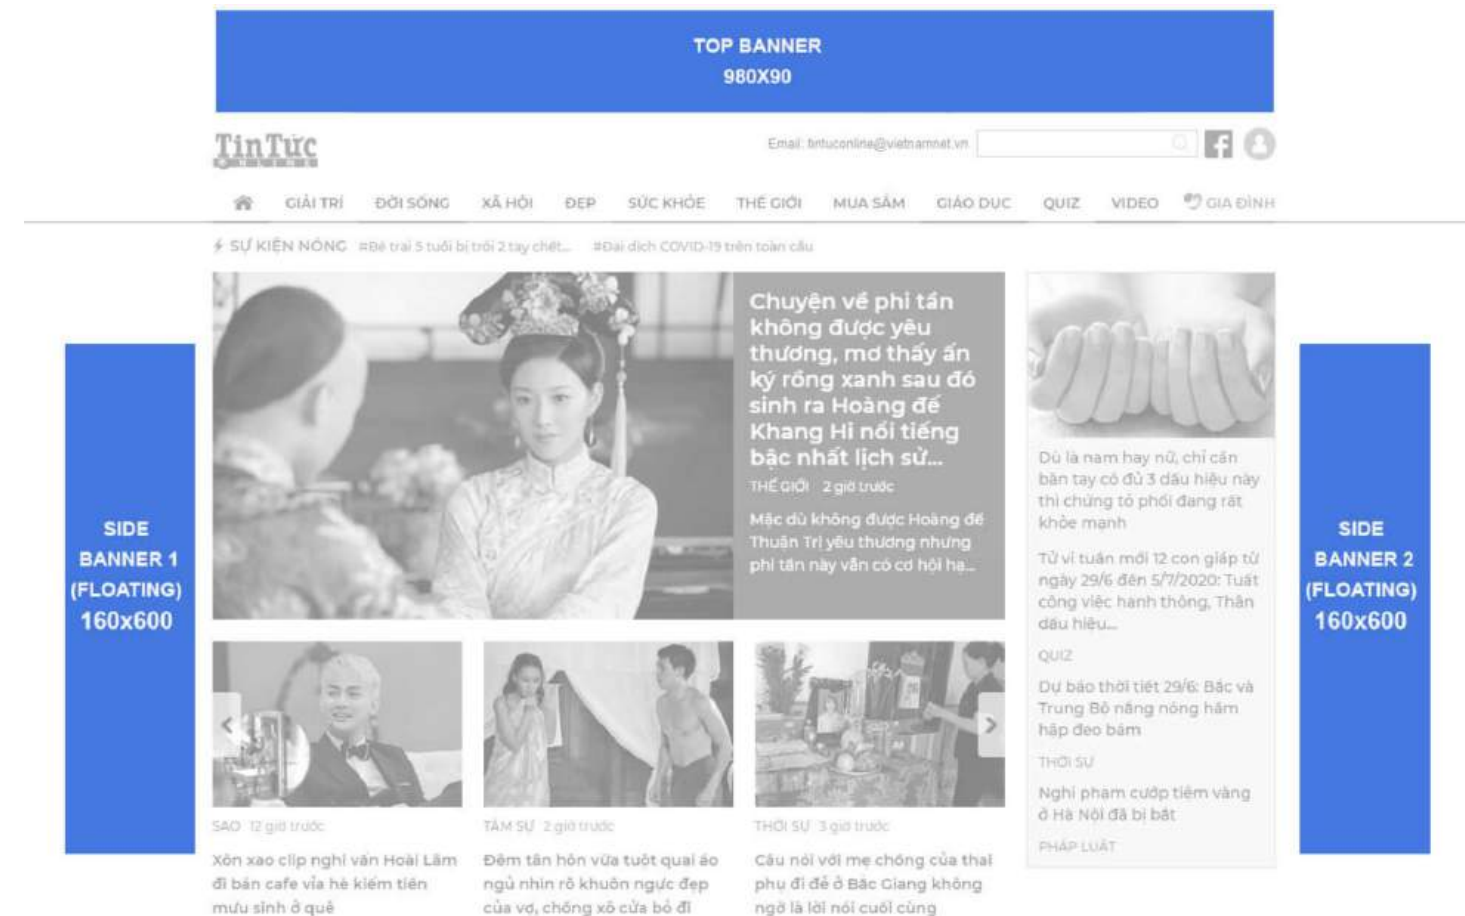 TOP BANNER
980X90
TinTức
ONLINE
Email: tintuconline@vietnamnet.vn
GIẢI TRÍ ĐỜI SỐNG XÃ HỘI ĐẸP SỨC KHỎE THẾ GIỚI MUA SẮM GIÁO DỤC QUIZ VIDEO GIA ĐÌNH
SỰ KIỆN NÓNG #Bé trai 5 tuổi bị trói 2 tay chết... #Đại dịch COVID-19 trên toàn cầu
Chuyện về phi tần
không được yêu
thương, mơ thấy ấn
ký rồng xanh sau đó
sinh ra Hoàng đế
Khang Hi nổi tiếng
bậc nhất lịch sử...
THẾ GIỚI 2 giờ trước
Mặc dù không được Hoàng đế
Thuận Trị yêu thương nhưng
phi tần này vẫn có cơ hội hạ...
Dù là nam hay nữ, chỉ cần
bàn tay có đủ 3 dấu hiệu này
thì chứng tỏ phổi đang rất
khỏe mạnh
Tử vi tuần mới 12 con giáp từ
ngày 29/6 đến 5/7/2020: Tuất
công việc hanh thông, Thân
dấu hiệu...
QUIZ
Dự báo thời tiết 29/6: Bắc và
Trung Bộ nắng nóng hầm
hập đeo bám
THỜI SỰ
Nghi phạm cướp tiệm vàng
ở Hà Nội đã bị bắt
PHÁP LUẬT
SIDE
BANNER 1
(FLOATING)
160x600
SIDE
BANNER 2
(FLOATING)
160x600
SAO 12 giờ trước
Xôn xao clip nghi vấn Hoài Lâm
đi bán cafe vỉa hè kiếm tiền
mưu sinh ở quê
TÂM SỰ 2 giờ trước
Đêm tân hôn vừa tuột quai áo
ngủ nhìn rõ khuôn ngực đẹp
của vợ, chồng xô cửa bỏ đi
THỜI SỰ 3 giờ trước
Câu nói với mẹ chồng của thai
phụ đi đẻ ở Bắc Giang không
ngờ là lời nói cuối cùng